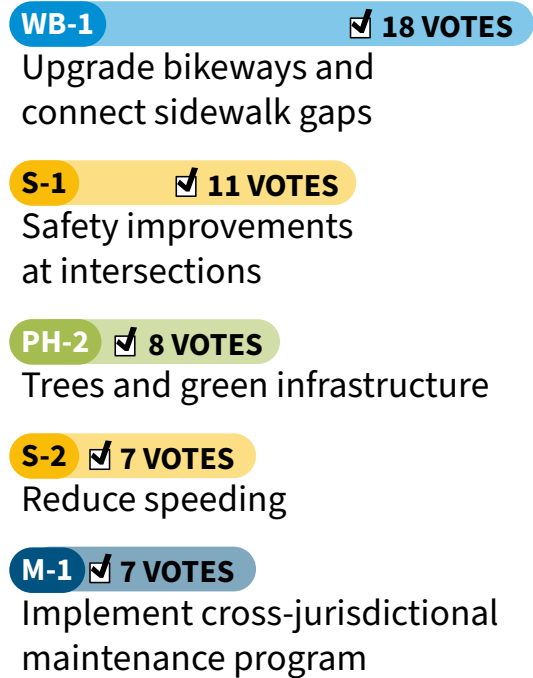 WB-1 18 VOTES
Upgrade bikeways and
connect sidewalk gaps
S-1 11 VOTES
Safety improvements
at intersections
PH-2 8 VOTES
Trees and green infrastructure
S-2 7 VOTES
Reduce speeding
M-1 7 VOTES
Implement cross-jurisdictional
maintenance program